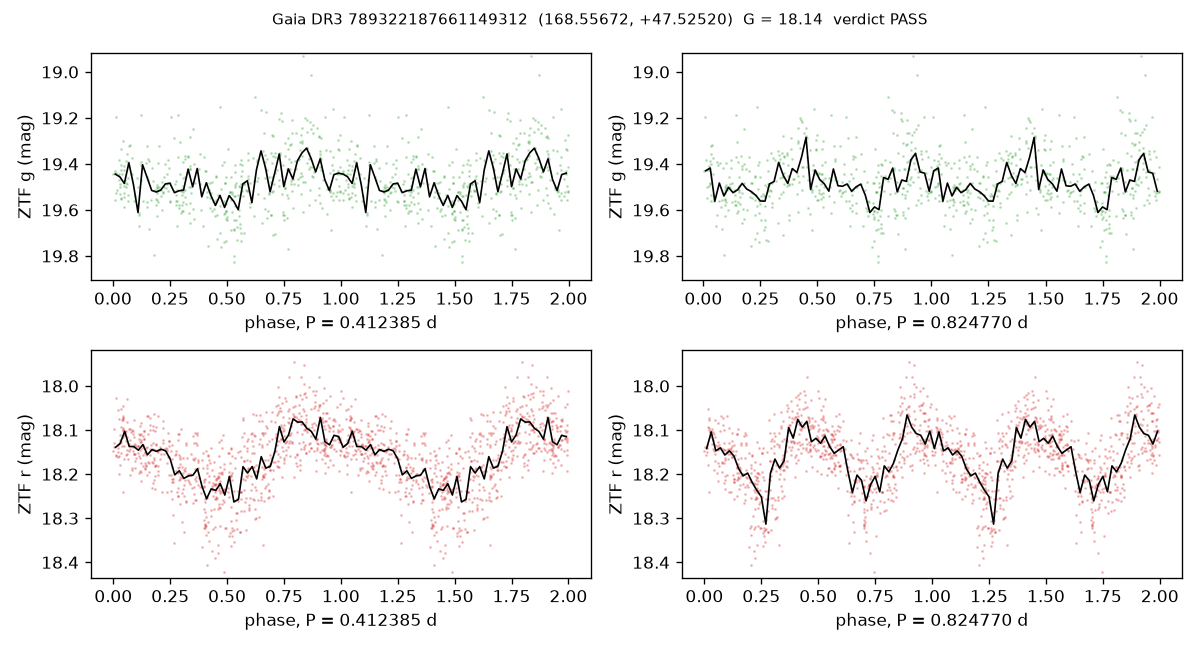 Gaia DR3 789322187661149312 (168.55672, +47.52520) G = 18.14 verdict PASS
ZTF g (mag)
19.0
19.2
19.4
19.6
19.8
0.00 0.25 0.50 0.75 1.00 1.25 1.50 1.75 2.00
phase, P = 0.412385 d
ZTF g (mag)
19.0
19.2
19.4
19.6
19.8
0.00 0.25 0.50 0.75 1.00 1.25 1.50 1.75 2.00
phase, P = 0.824770 d
ZTF r (mag)
18.0
18.1
18.2
18.3
18.4
0.00 0.25 0.50 0.75 1.00 1.25 1.50 1.75 2.00
phase, P = 0.412385 d
ZTF r (mag)
18.0
18.1
18.2
18.3
18.4
0.00 0.25 0.50 0.75 1.00 1.25 1.50 1.75 2.00
phase, P = 0.824770 d